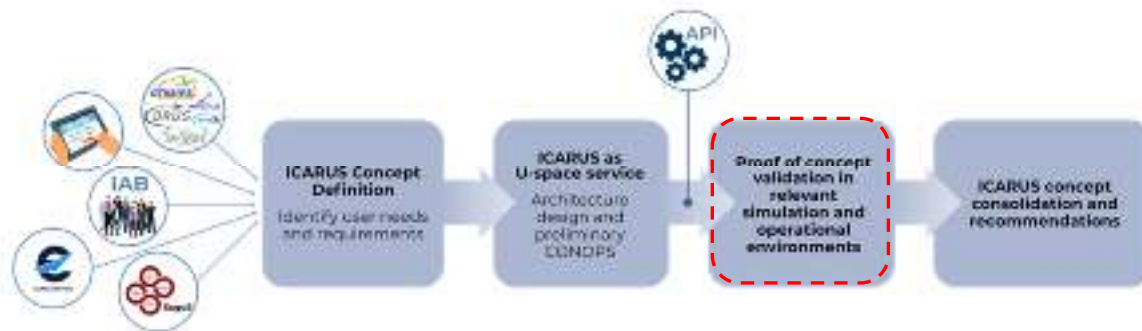 API
CORUS
IAB
ICARUS Concept
Definition
Identify user needs
and requirements
ICARUS as
U-space service
Architecture
design and
preliminary
CONOPS
Proof of concept
validation in
relevant
simulation and
operational
environments
ICARUS concept
consolidation and
recommendations